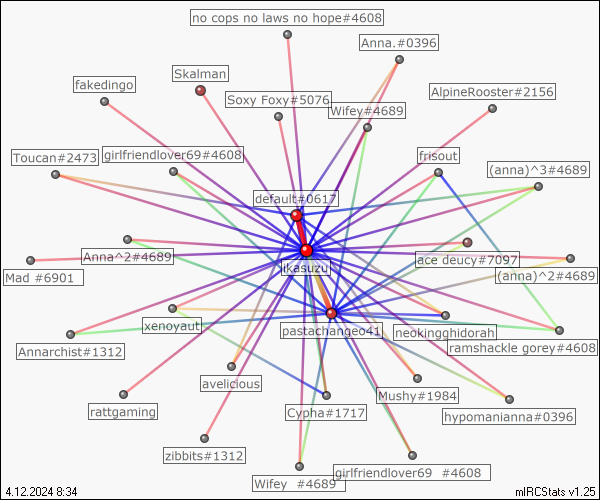 no cops no laws no hope#4608
Anna.#0396
Skalman
fakedingo
AlpineRooster#2156
Soxy Foxy#5076
Wifey#4689
Toucan#2473
girlfriendlover69#4608
frisout
(anna)^3#4689
default#0617
Anna^2#4689
ace deucy#7097
ikasuzu
Mad #6901
(anna)^2#4689
xenoyaut
pastachange041
neokingghidorah
Annarchist#1312
ramshackle gorey#4608
avelicious
Mushy#1984
rattgaming
Cypha#1717
hypomanianna#0396
zibbits#1312
girlfriendlover69 #4608
Wifey #4689
4.12.2024 8:34
mIRCStats v1.25